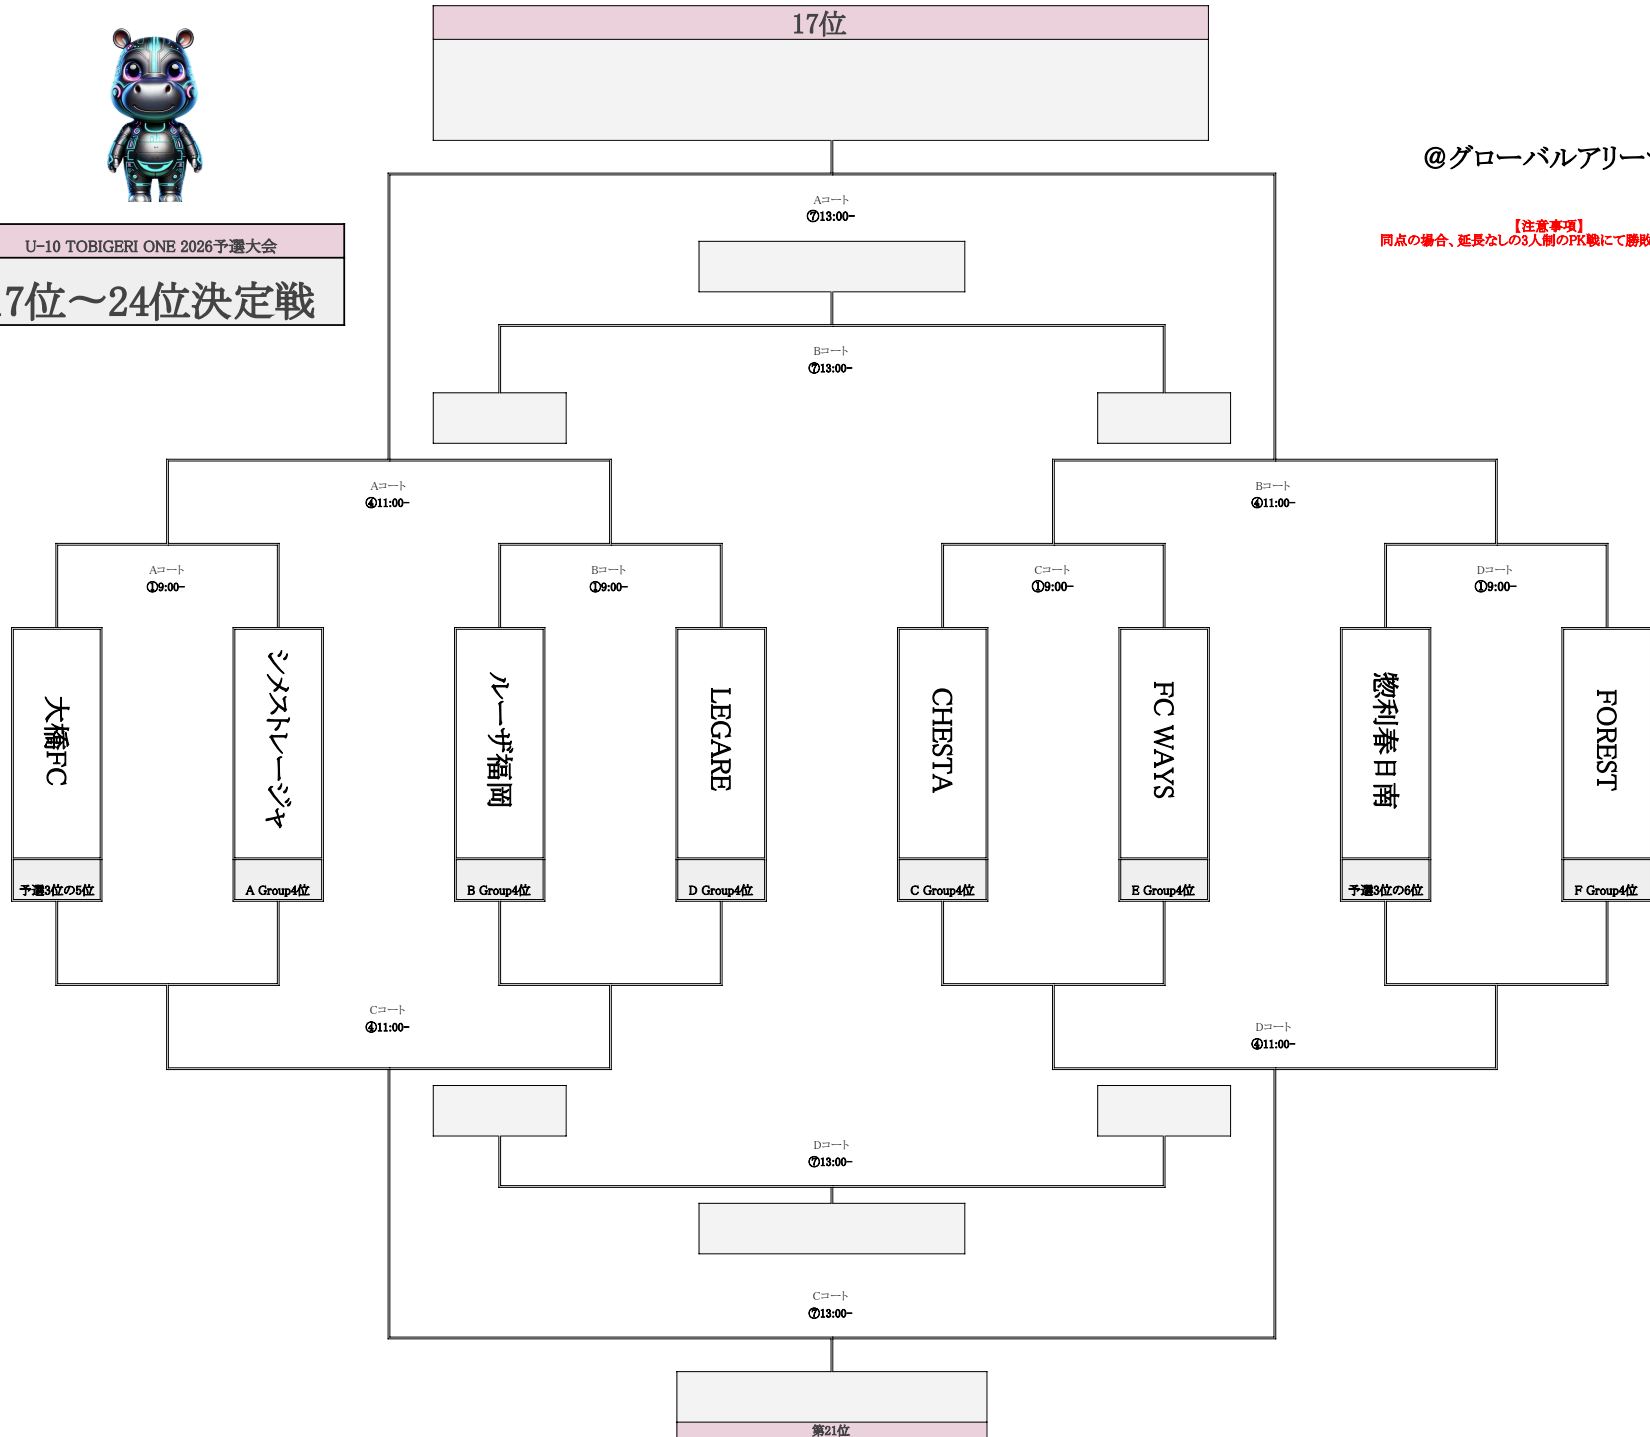 17位
@グローバルアリー
【注意事項】
同点の場合、延長なしの3人制のPK戦にて勝敗
U-10 TOBIGERI ONE 2026予選大会
7位～24位決定戦
Aコート
⑦13:00-
Bコート
⑦13:00-
Aコート
④11:00-
Bコート
④11:00-
Aコート
①9:00-
Bコート
①9:00-
Cコート
①9:00-
Dコート
①9:00-
大橋FC
シメストレージャ
ルーザ福岡
LEGARE
CHESTA
FC WAYS
惣利春日南
FOREST
予選3位の5位
A Group4位
B Group4位
D Group4位
C Group4位
E Group4位
予選3位の6位
F Group4位
Cコート
④11:00-
Dコート
④11:00-
Dコート
⑦13:00-
Cコート
⑦13:00-
第21位